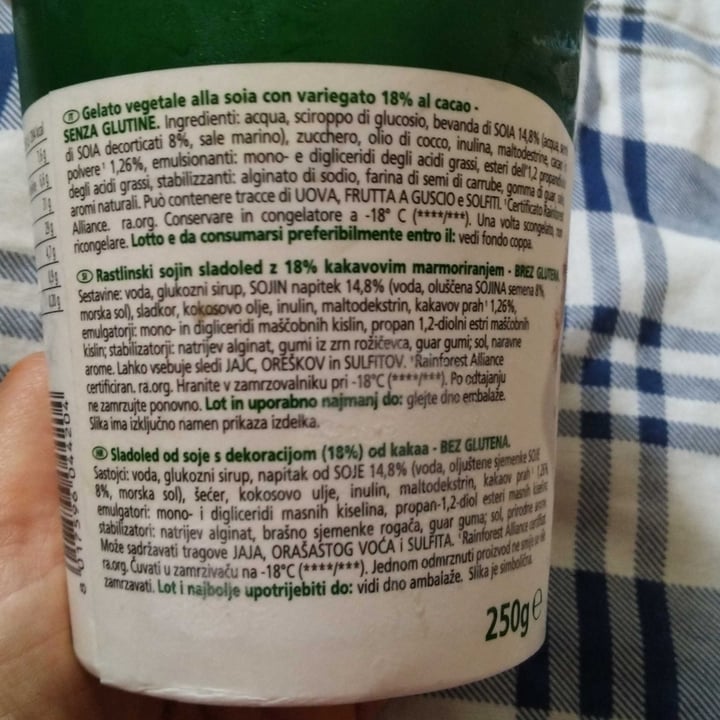 IT Gelato vegetale alla soia con variegato 18% al cacao -
SENZA GLUTINE. Ingredienti: acqua, sciroppo di glucosio, bevanda di SOIA 14,8% (acqua,
di SOIA decorticati 8%, sale marino), zucchero, olio di cocco, inulina, maltodestrine,
polvere¹ 1,26%, emulsionanti: mono- e digliceridi degli acidi grassi, esteri dell'1,2
degli acidi grassi, stabilizzanti: alginato di sodio, farina di semi di carrube, gomma di guar,
aromi naturali. Può contenere tracce di UOVA, FRUTTA A GUSCIO e SOLFITI. ¹Certificato Rainforest
Alliance. ra.org. Conservare in congelatore a -18° C (****/***). Una volta scongelato, non
ricongelare. Lotto e da consumarsi preferibilmente entro il: vedi fondo coppa.
Rastlinski sojin sladoled z 18% kakavovim marmoriranjem - BREZ GLUTENA.
Sestavine: voda, glukozni sirup, SOJIN napitek 14,8% (voda, oluščena SOJINA semena 8%,
morska sol), sladkor, kokosovo olje, inulin, maltodekstrin, kakavov prah¹ 1,26%,
emulgatorji: mono- in digliceridi maščobnih kislin, propan 1,2-diolni estri maščobnih
kislin; stabilizatorji: natrijev alginat, gumi iz zrn rožičevca, guar gumi; sol, naravne
arome. Lahko vsebuje sledi JAJC, OREŠKOV in SULFITOV. ¹Rainforest Alliance
certificiran. ra.org. Hranite v zamrzovalniku pri -18°C (****/***). Po odtajanju
ne zamrzujte ponovno. Lot in uporabno najmanj do: glejte dno embalaže.
Slika ima izključno namen prikaza izdelka.
Sladoled od soje s dekoracijom (18%) od kakaa - BEZ GLUTENA.
Sastojci: voda, glukozni sirup, napitak od SOJE 14,8% (voda, oljuštene sjemenke SOJE
8%, morska sol), šećer, kokosovo ulje, inulin, maltodekstrin, kakaov prah¹ 1,26%
emulgatori: mono- i digliceridi masnih kiselina, propan-1,2-diol esteri masnih kiselina
stabilizatori: natrijev alginat, brašno sjemenke rogača, guar guma; sol, prirodne arome
Može sadržavati tragove JAJA, ORAŠASTOG VOĆA i SULFITA. ¹Rainforest Alliance certificat
ra.org. Čuvati u zamrzivaču na -18°C (****/***). Jednom odmrznuti proizvod ne smije se
zamrzavati. Lot i najbolje upotrijebiti do: vidi dno ambalaže. Slika je simbolična.
250g e
8 017596 044204